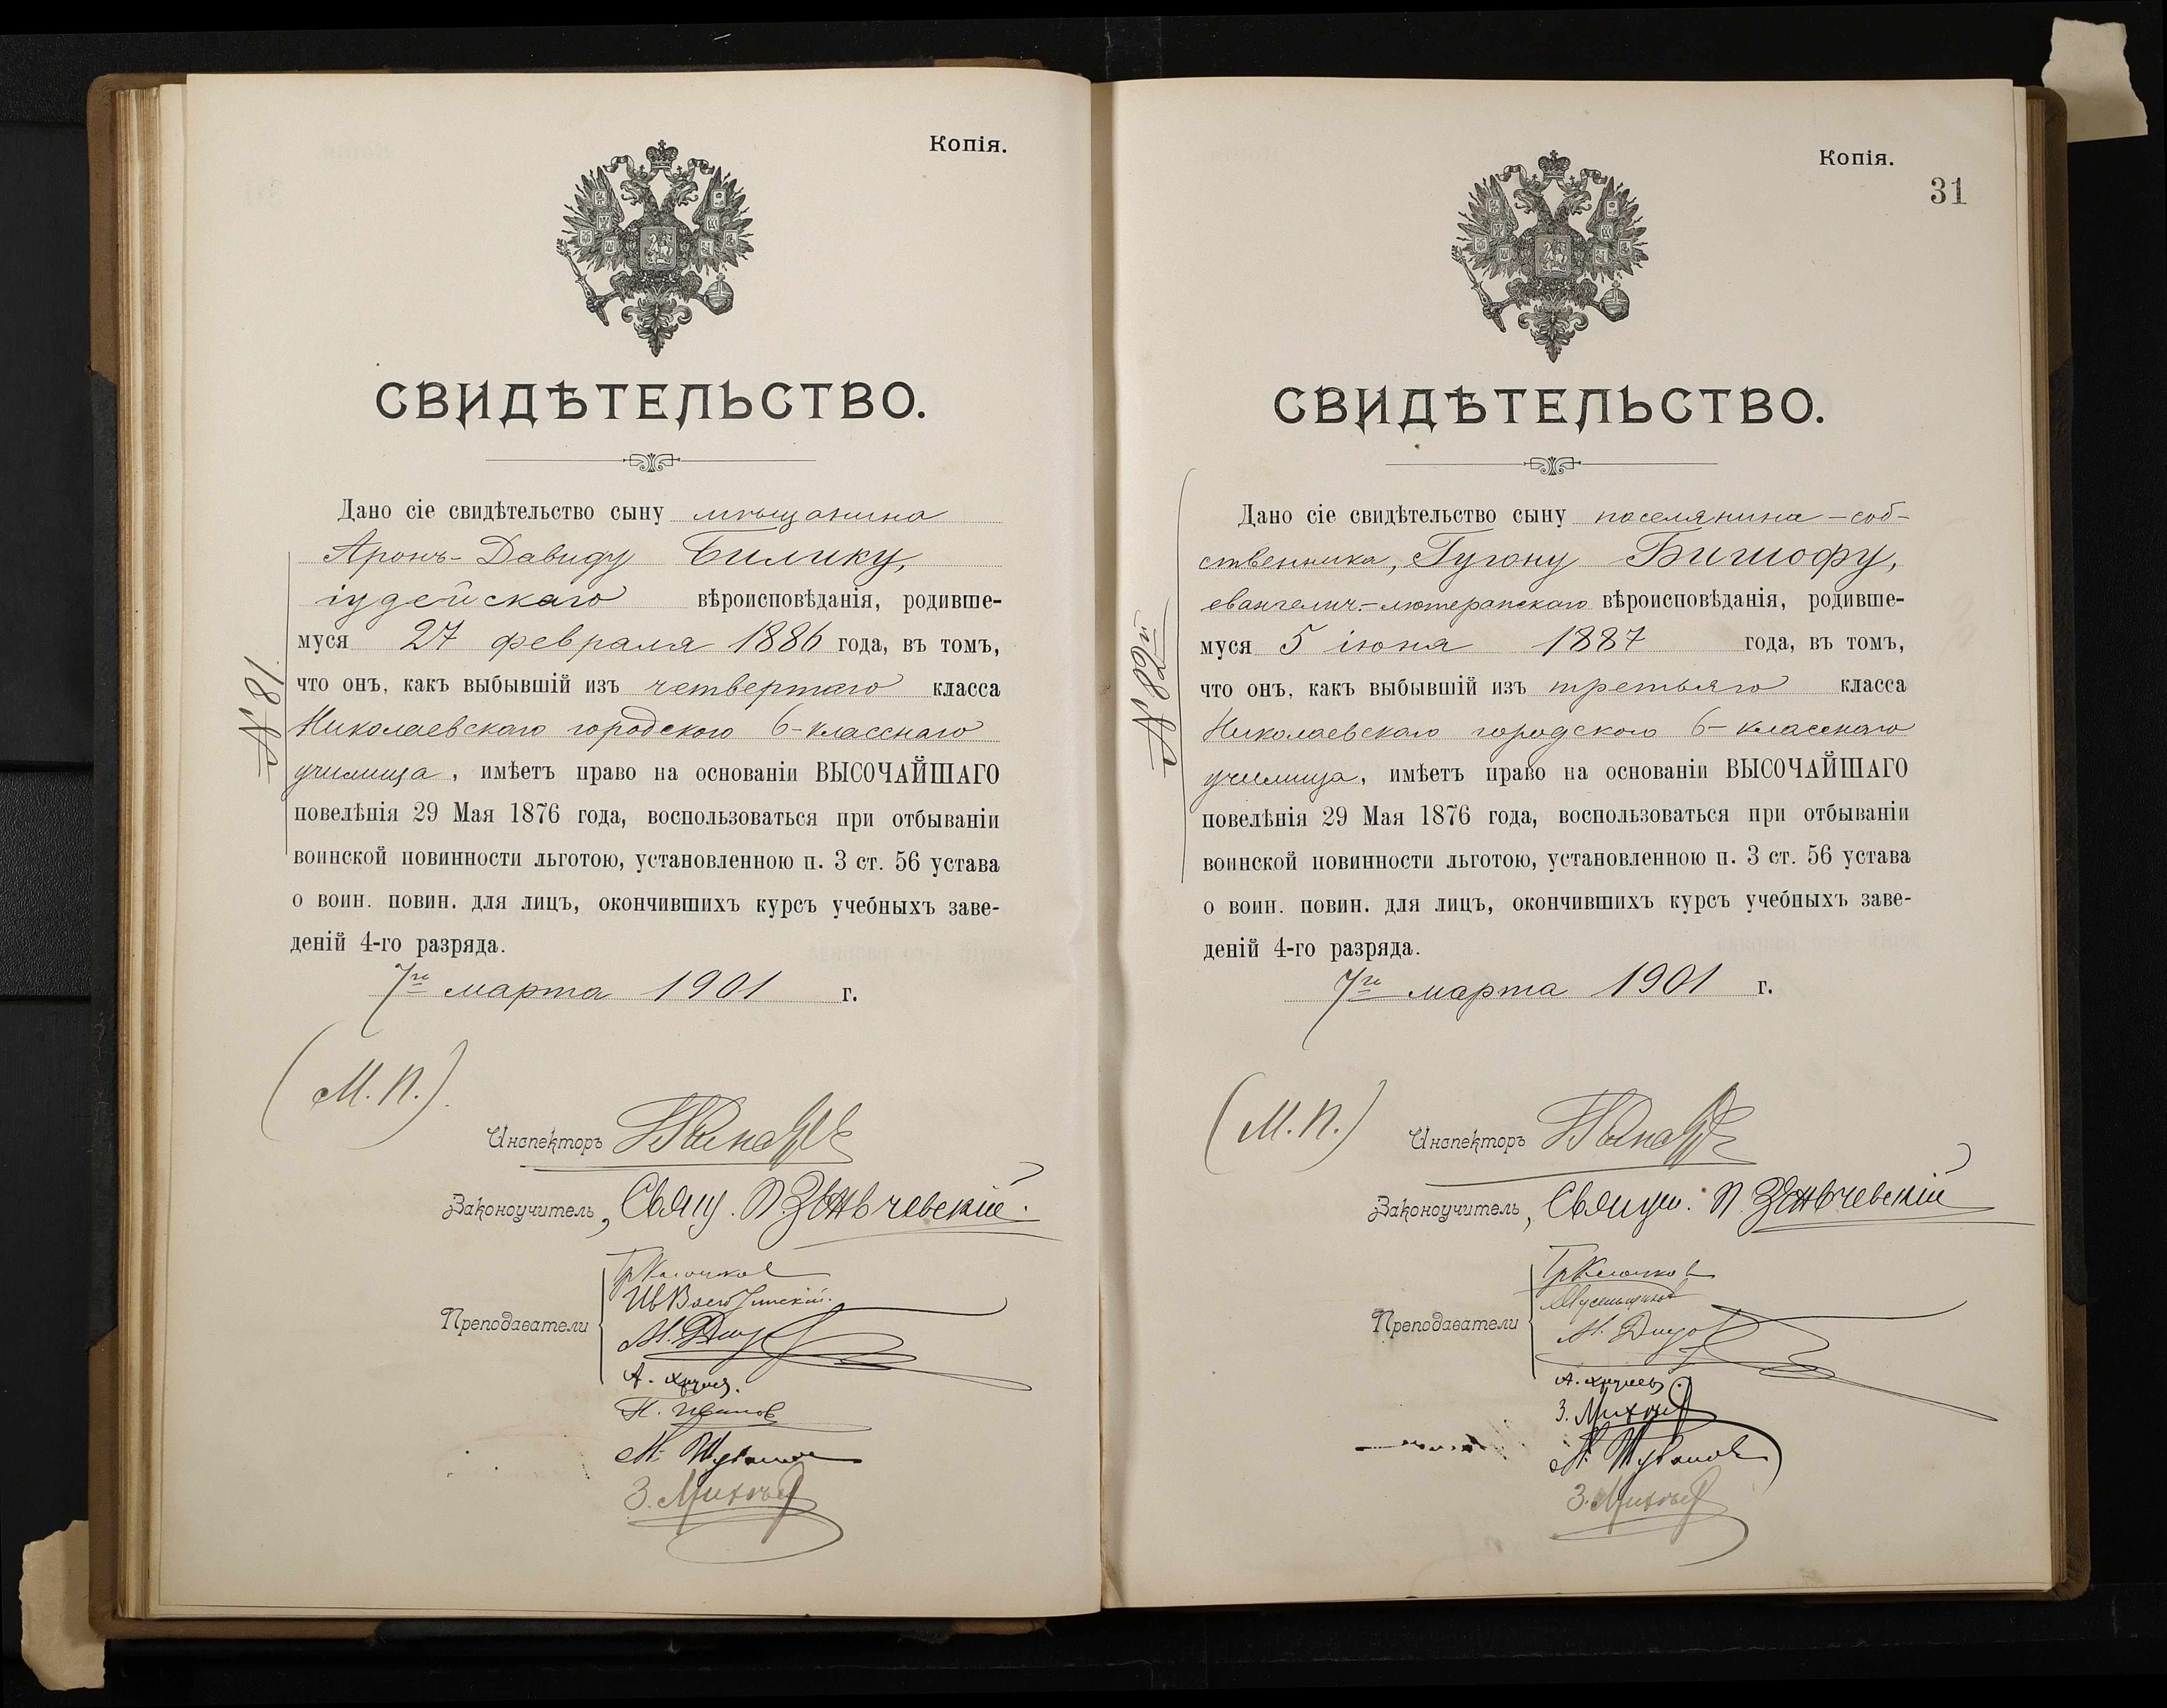 Копія.
СВИДѢТЕЛЬСТВО.
Дано сіе свидѣтельство сыну мѣщанина
Аронъ-Давиду Билику,
іудейскаго вѣроисповѣданія, родивше-
муся 27 февраля 1886 года, въ томъ,
что онъ, какъ выбывшій изъ четвертаго класса
Николаевскаго городского 6-класснаго
училища, имѣетъ право на основаніи ВЫСОЧАЙШАГО
повелѣнія 29 Мая 1876 года, воспользоваться при отбываніи
воинской повинности льготою, установленною п. 3 ст. 56 устава
о воин. повин. для лицъ, окончившихъ курсъ учебныхъ заве-
деній 4-го разряда.
7го марта 1901 г.
№ 81.
(М. П.).
Инспекторъ
Законоучитель, Свящ. П.
Преподаватели
А.
Н. Ивановъ
М.
З. Михъевъ
Копія.
31
СВИДѢТЕЛЬСТВО.
Дано сіе свидѣтельство сыну поселянина-соб-
ственника, Гугону Бишофу,
евангелич.-лютеранскаго вѣроисповѣданія, родивше-
муся 5 іюня 1887 года, въ томъ,
что онъ, какъ выбывшій изъ третьяго класса
Николаевскаго городского 6-класснаго
училища, имѣетъ право на основаніи ВЫСОЧАЙШАГО
повелѣнія 29 Мая 1876 года, воспользоваться при отбываніи
воинской повинности льготою, установленною п. 3 ст. 56 устава
о воин. повин. для лицъ, окончившихъ курсъ учебныхъ заве-
деній 4-го разряда.
7го марта 1901 г.
(М. П.)
Инспекторъ
Законоучитель, Священ. П.
Преподаватели
М.
А.
З.
М.
З. Михъевъ